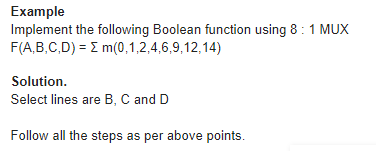 Example
Implement the following Boolean function using 8 : 1 MUX
F(A,B,C,D) = Σ m(0,1,2,4,6,9,12,14)
Solution.
Select lines are B, C and D
Follow all the steps as per above points.